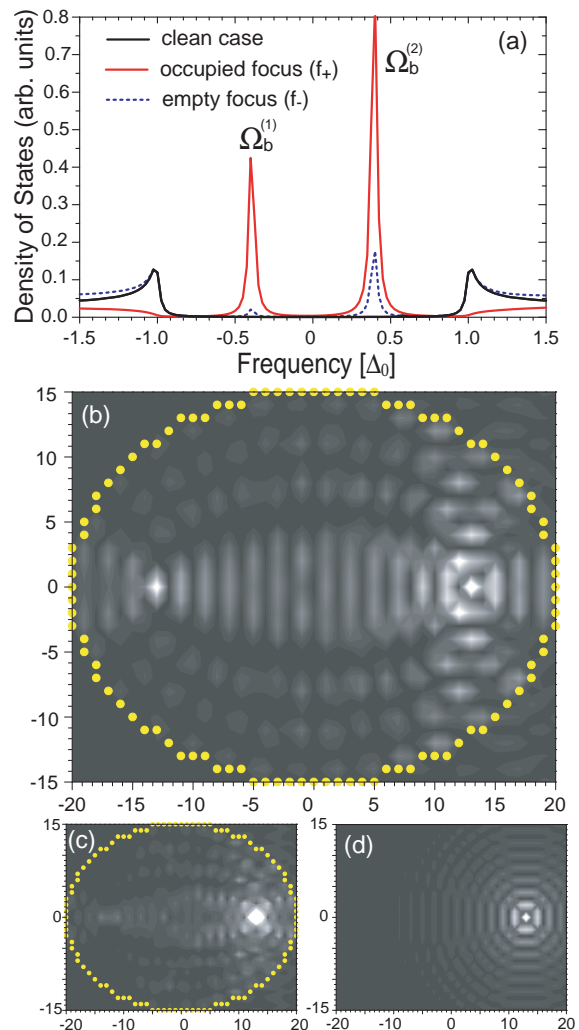 0.8
(a)
clean case
occupied focus (f+)
empty focus (f-)
Ωb(1)
Ωb(2)
0.7
0.6
0.5
0.4
0.3
0.2
0.1
0.0
Density of States (arb. units)
-1.5 -1.0 -0.5 0 0.5 1.0 1.5
Frequency [Δ0]
(b)
15
10
5
0
-5
-10
-15
-20 -15 -10 -5 0 5 10 15 20
(c)
15
0
-15
-20 -10 0 10 20
(d)
15
0
-15
-20 -10 0 10 20